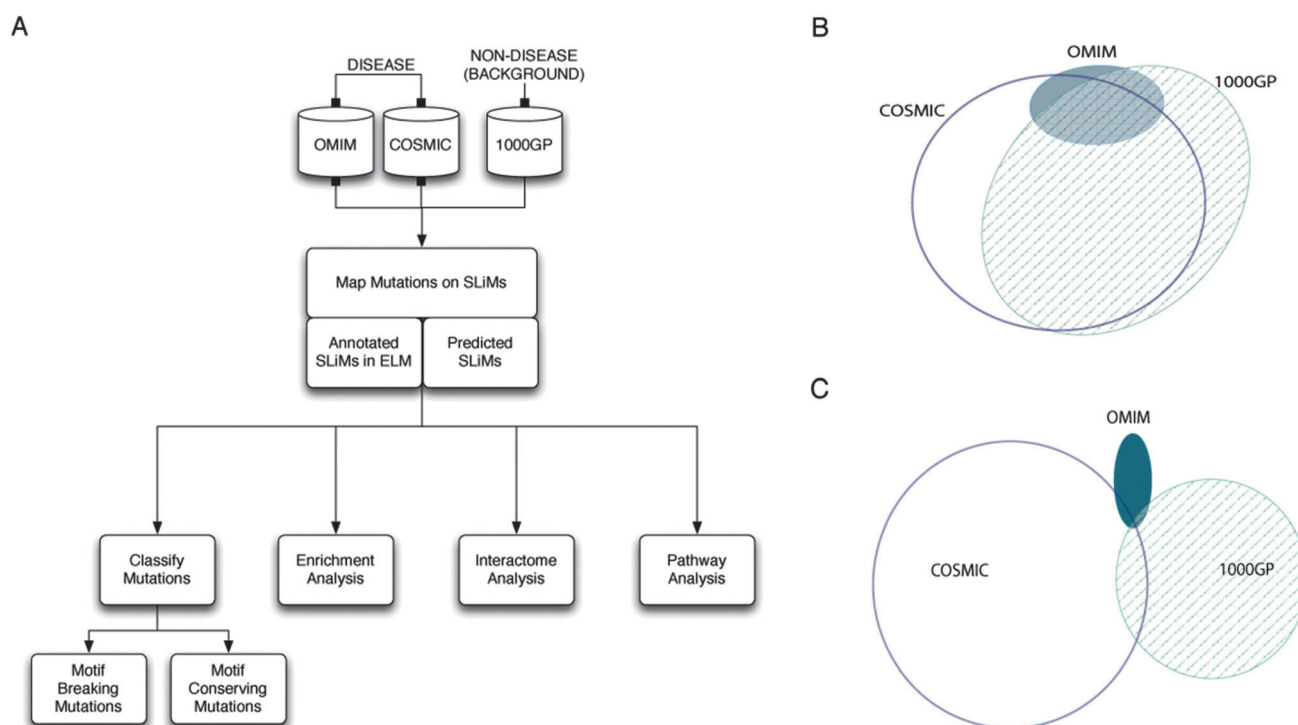 A
DISEASE
NON-DISEASE
(BACKGROUND)
OMIM
COSMIC
1000GP
Map Mutations on SLiMs
Annotated
SLiMs in ELM
Predicted
SLiMs
Classify
Mutations
Enrichment
Analysis
Interactome
Analysis
Pathway
Analysis
Motif
Breaking
Mutations
Motif
Conserving
Mutations
B
OMIM
1000GP
COSMIC
C
OMIM
COSMIC
1000GP